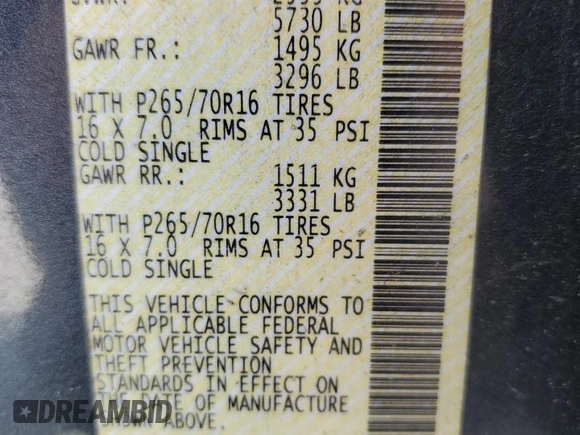 5730 LB
GAWR FR.: 1495 KG
3296 LB
WITH P265/70R16 TIRES
16 X 7.0 RIMS AT 35 PSI
COLD SINGLE
GAWR RR.: 1511 KG
3331 LB
WITH P265/70R16 TIRES
16 X 7.0 RIMS AT 35 PSI
COLD SINGLE
THIS VEHICLE CONFORMS TO
ALL APPLICABLE FEDERAL
MOTOR VEHICLE SAFETY AND
THEFT PREVENTION
STANDARDS IN EFFECT ON
THE DATE OF MANUFACTURE
ABOVE.
DREAMBID